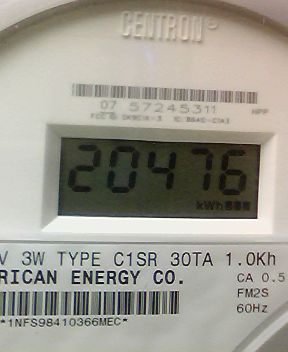 CENTRON®
07 57245311
HPP
20476
kWh
V 3W TYPE C1SR 30TA 1.0Kh
RICAN ENERGY CO.
CA 0.5
FM2S
*1NFS98410366MEC*
60Hz